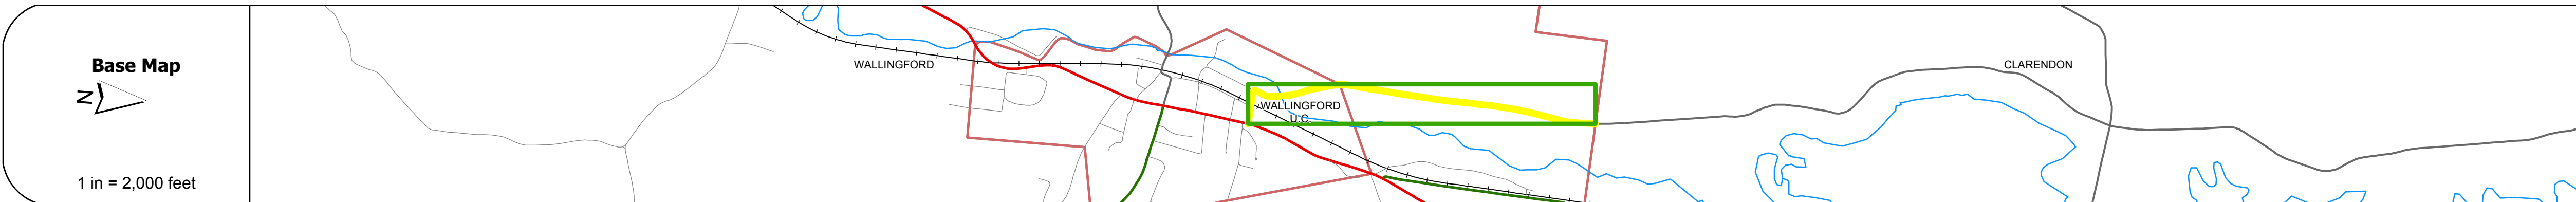 Base Map
N
1 in = 2,000 feet
WALLINGFORD
WALLINGFORD
U.C.
CLARENDON